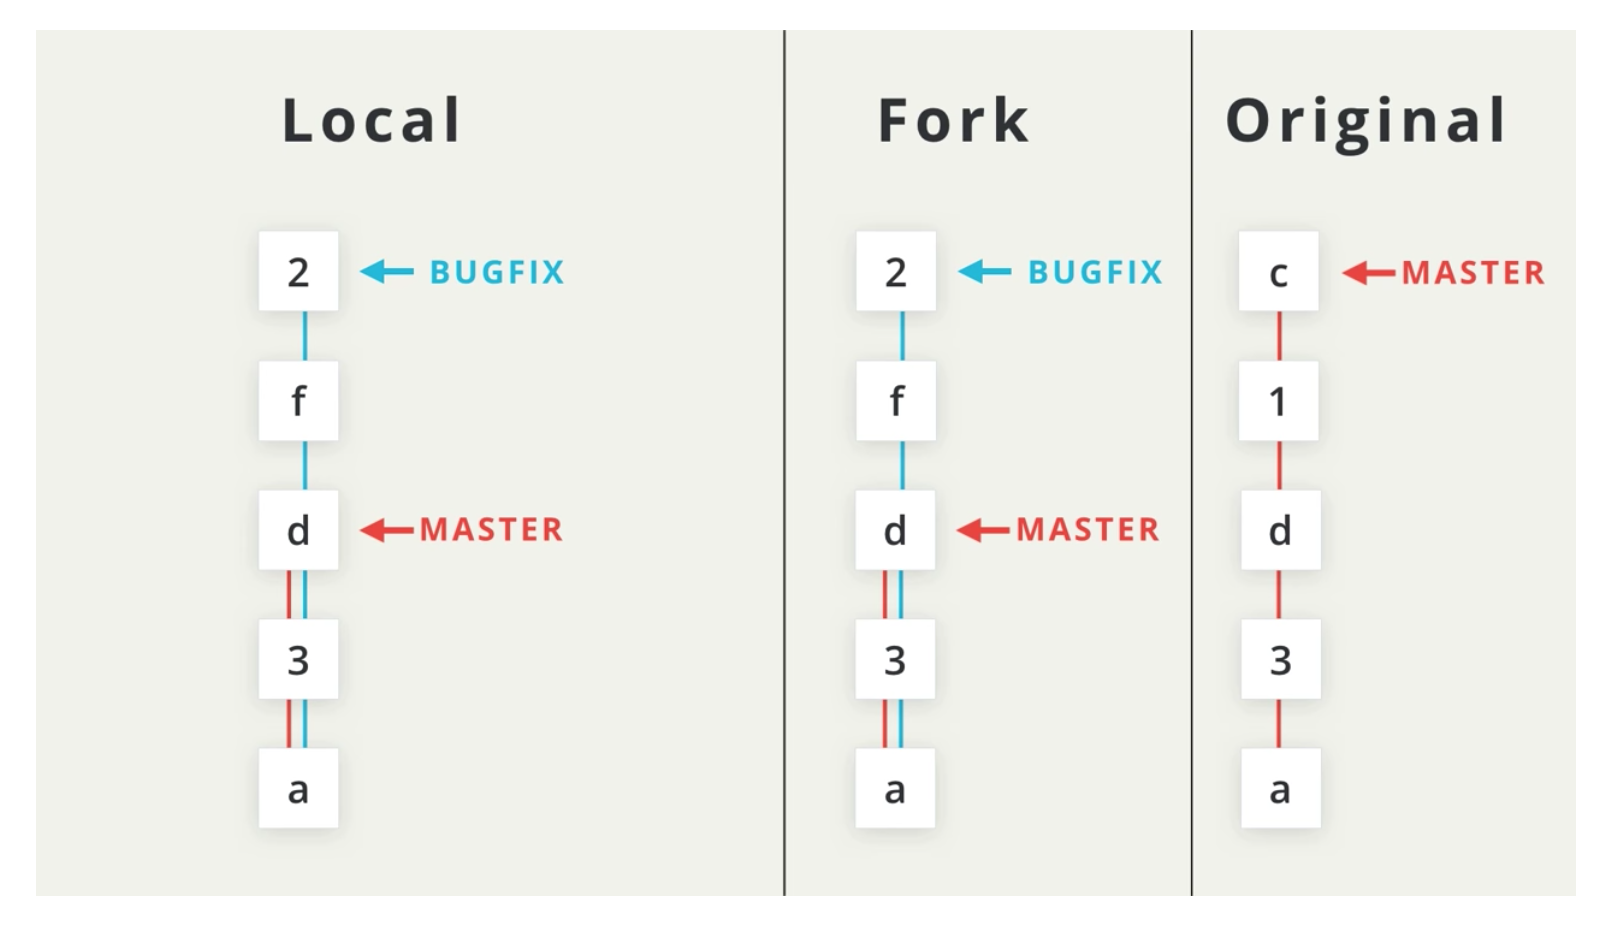 Local
2
BUGFIX
f
d
MASTER
3
a
Fork
2
BUGFIX
f
d
MASTER
3
a
Original
c
MASTER
1
d
3
a